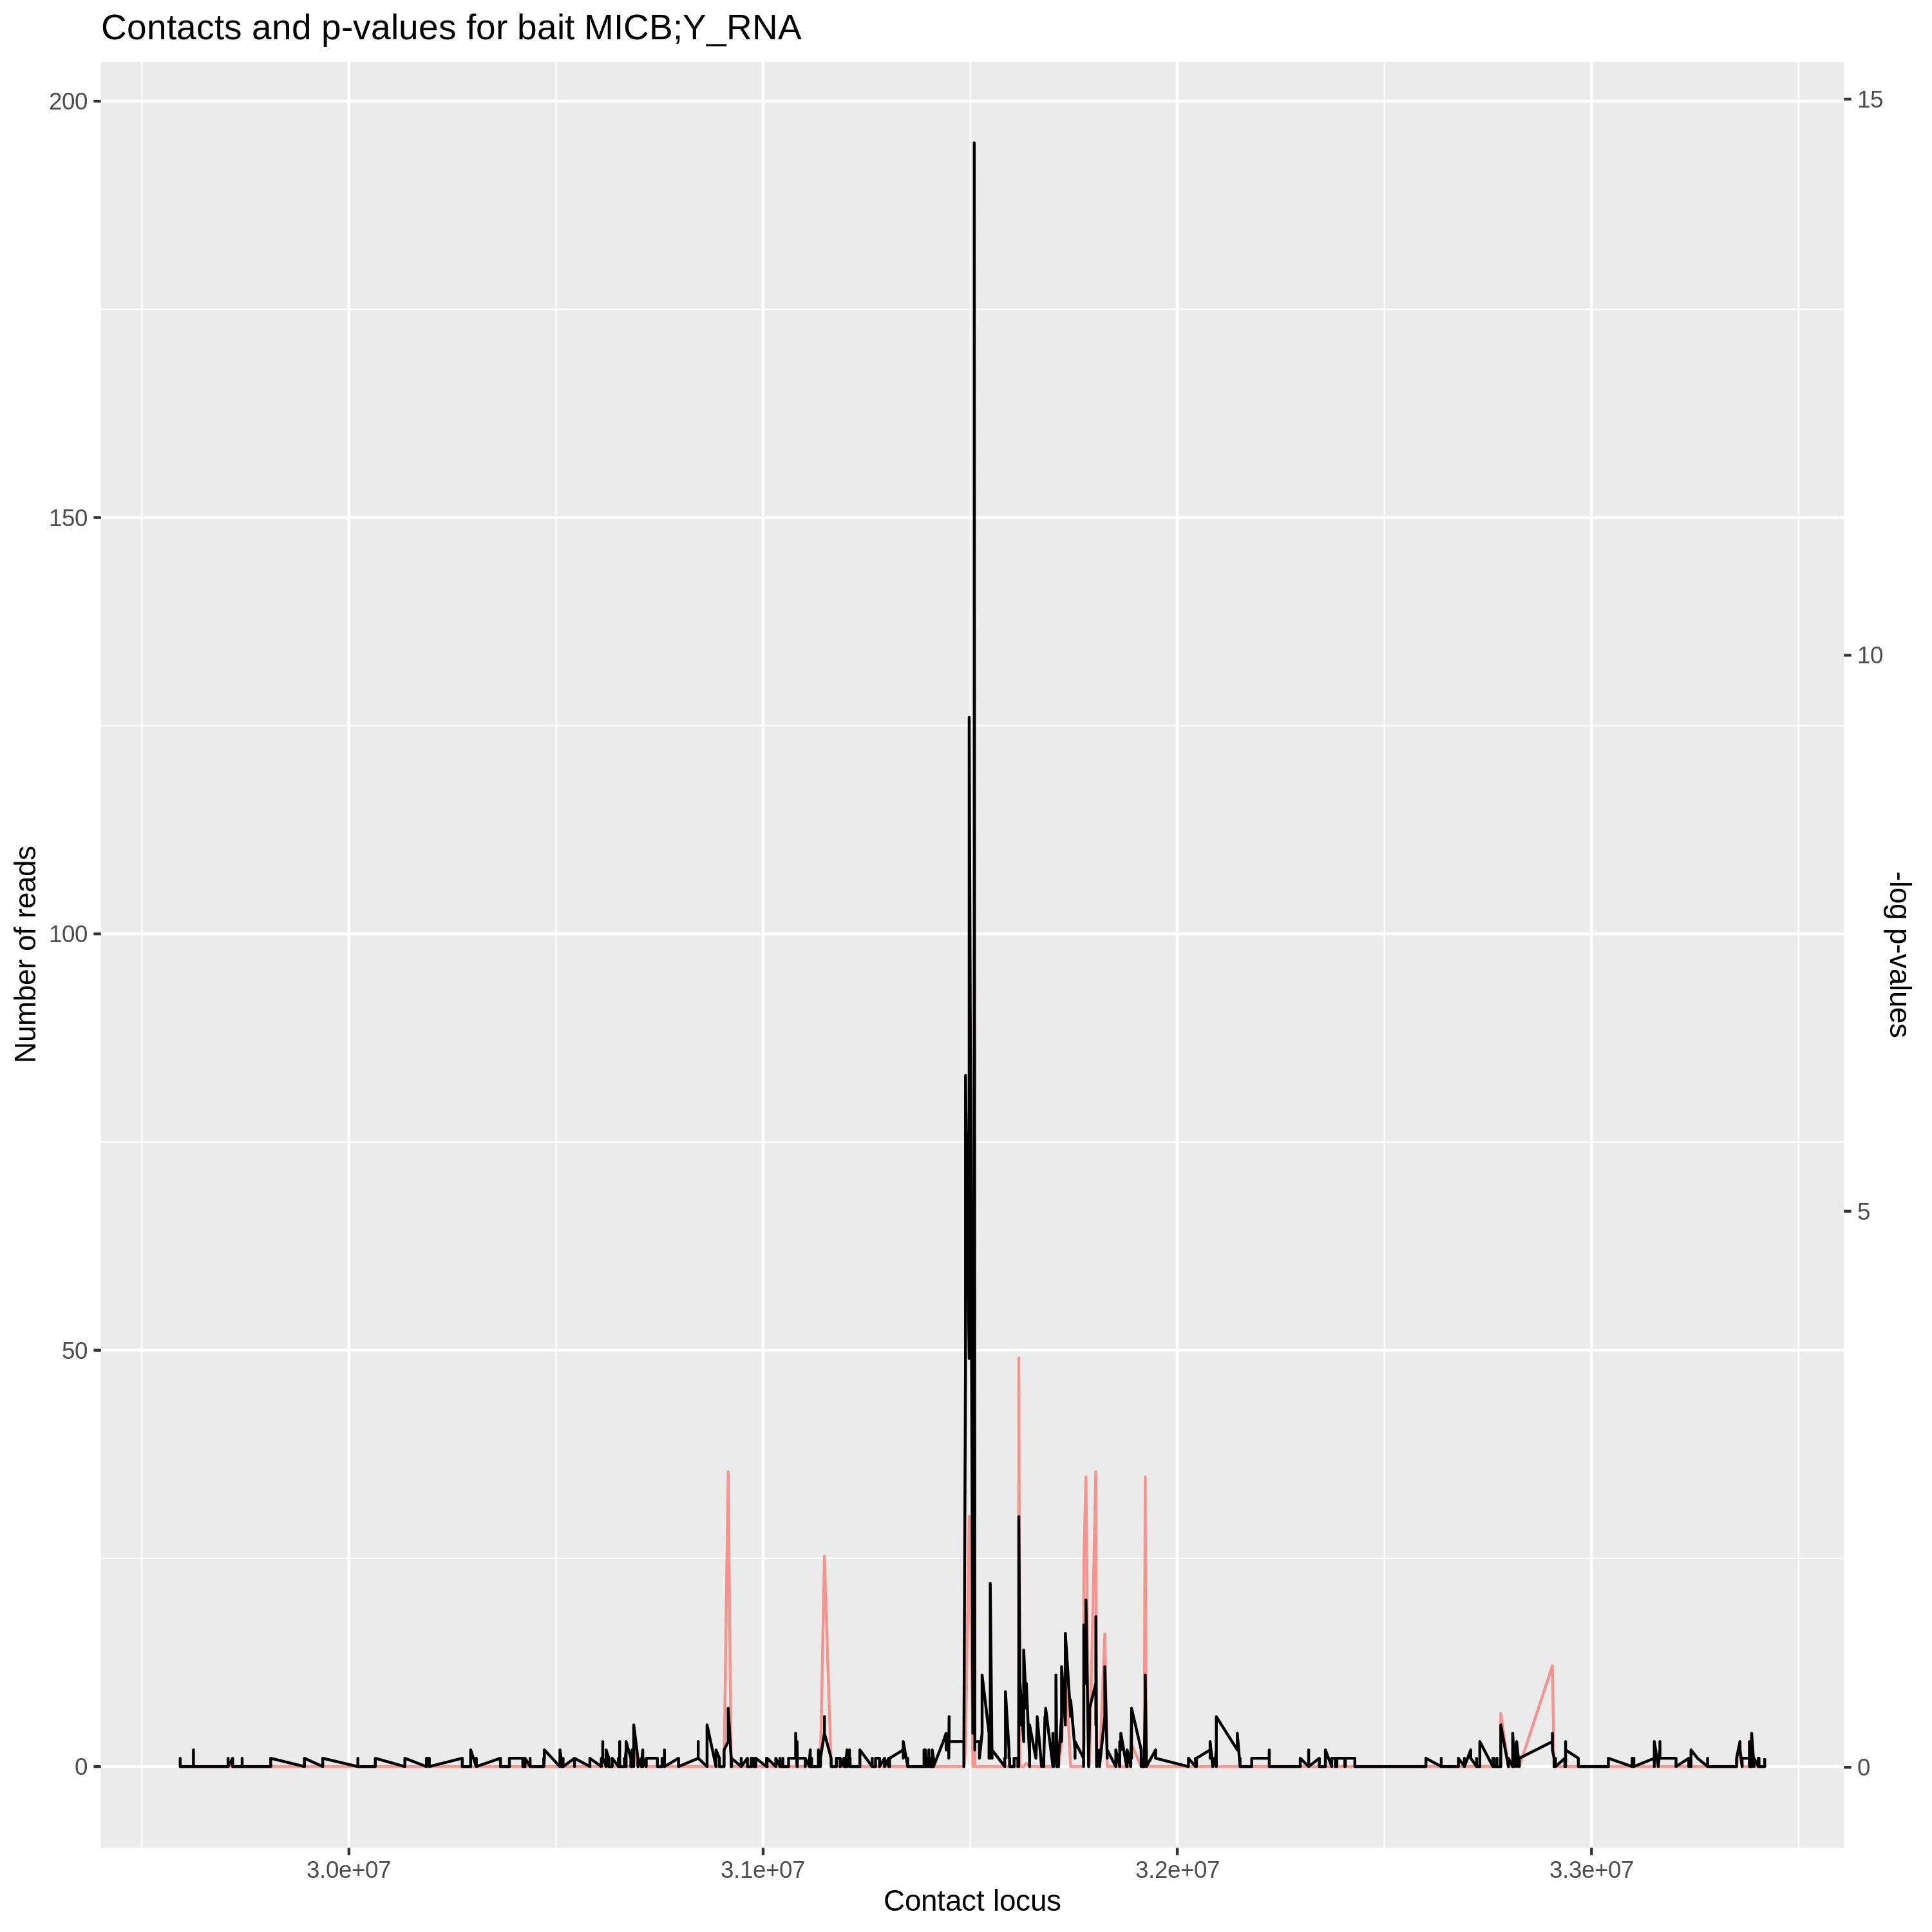 Contacts and p-values for bait MICB;Y_RNA
200
150
100
50
0
Number of reads
15
10
5
0
-log p-values
3.0e+07
3.1e+07
3.2e+07
3.3e+07
Contact locus